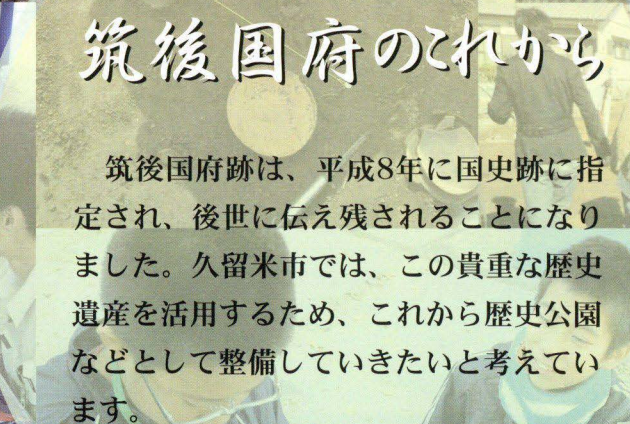 筑後国府のこれから
筑後国府跡は、平成8年に国史跡に指
定され、後世に伝え残されることになり
ました。久留米市では、この貴重な歴史
遺産を活用するため、これから歴史公園
などとして整備していきたいと考えてい
ます。